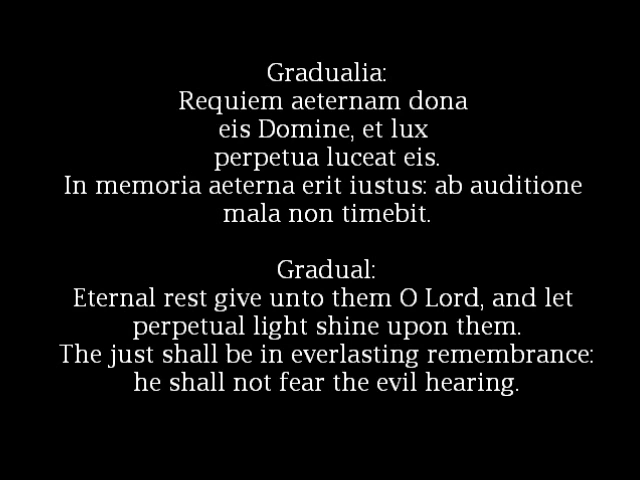 Gradualia:
Requiem aeternam dona
eis Domine, et lux
perpetua luceat eis.
In memoria aeterna erit iustus: ab auditione
mala non timebit.
Gradual:
Eternal rest give unto them O Lord, and let
perpetual light shine upon them.
The just shall be in everlasting remembrance:
he shall not fear the evil hearing.